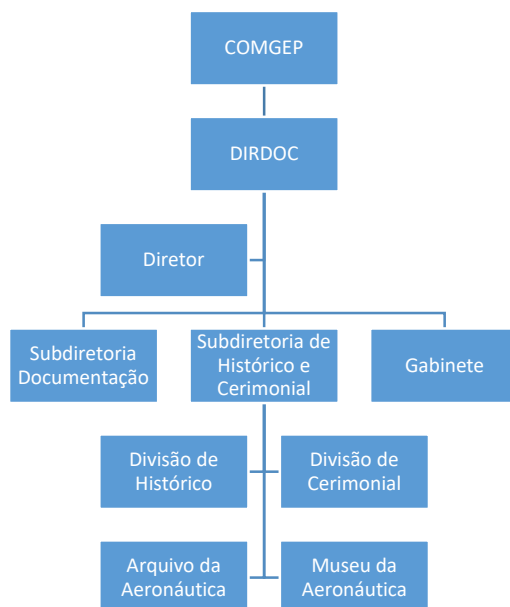 COMGEP
DIRDOC
Diretor
Subdiretoria
Documentação
Subdiretoria de
Histórico e
Cerimonial
Gabinete
Divisão de
Histórico
Divisão de
Cerimonial
Arquivo da
Aeronáutica
Museu da
Aeronáutica